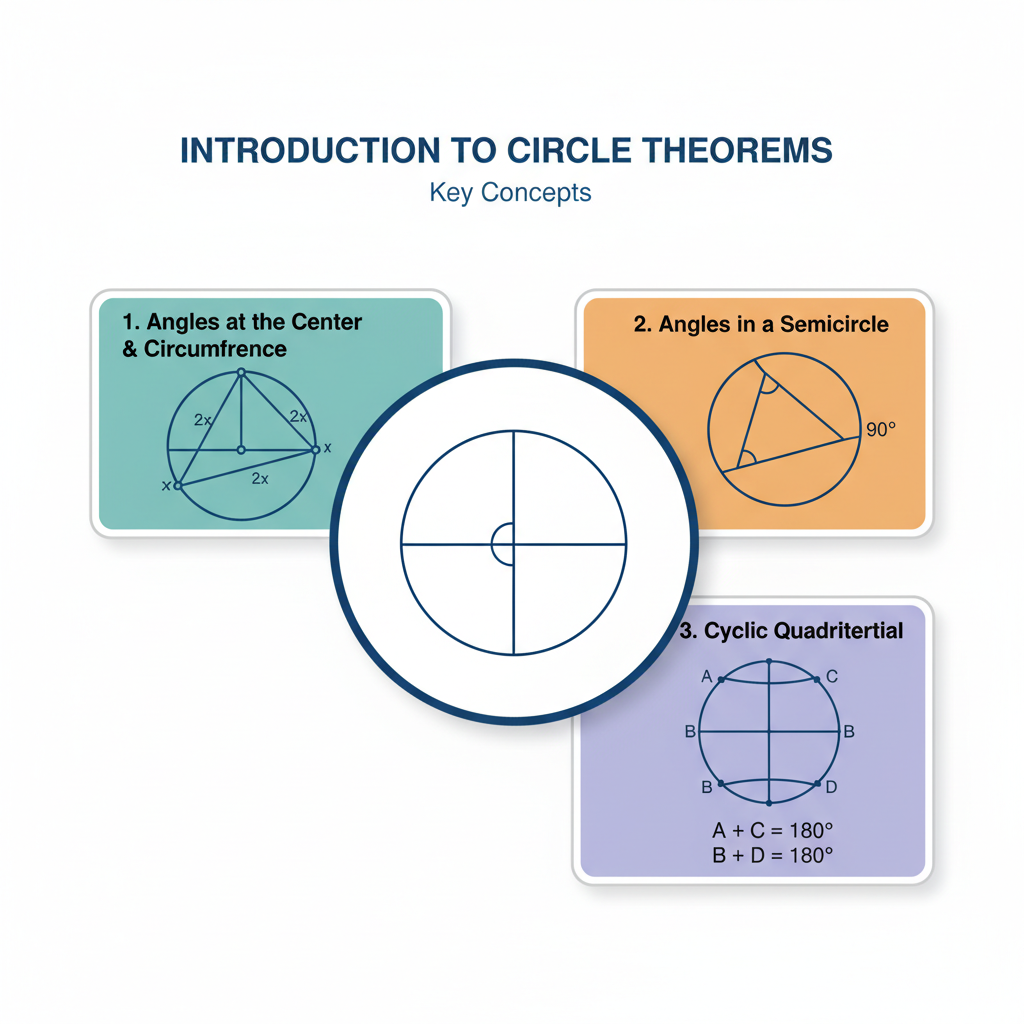 INTRODUCTION TO CIRCLE THEOREMS
Key Concepts
1. Angles at the Center
& Circumfrence
2x
2x
x
x
2x
2. Angles in a Semicircle
90°
3. Cyclic Quadritertial
A
C
B
B
B
D
A + C = 180°
B + D = 180°